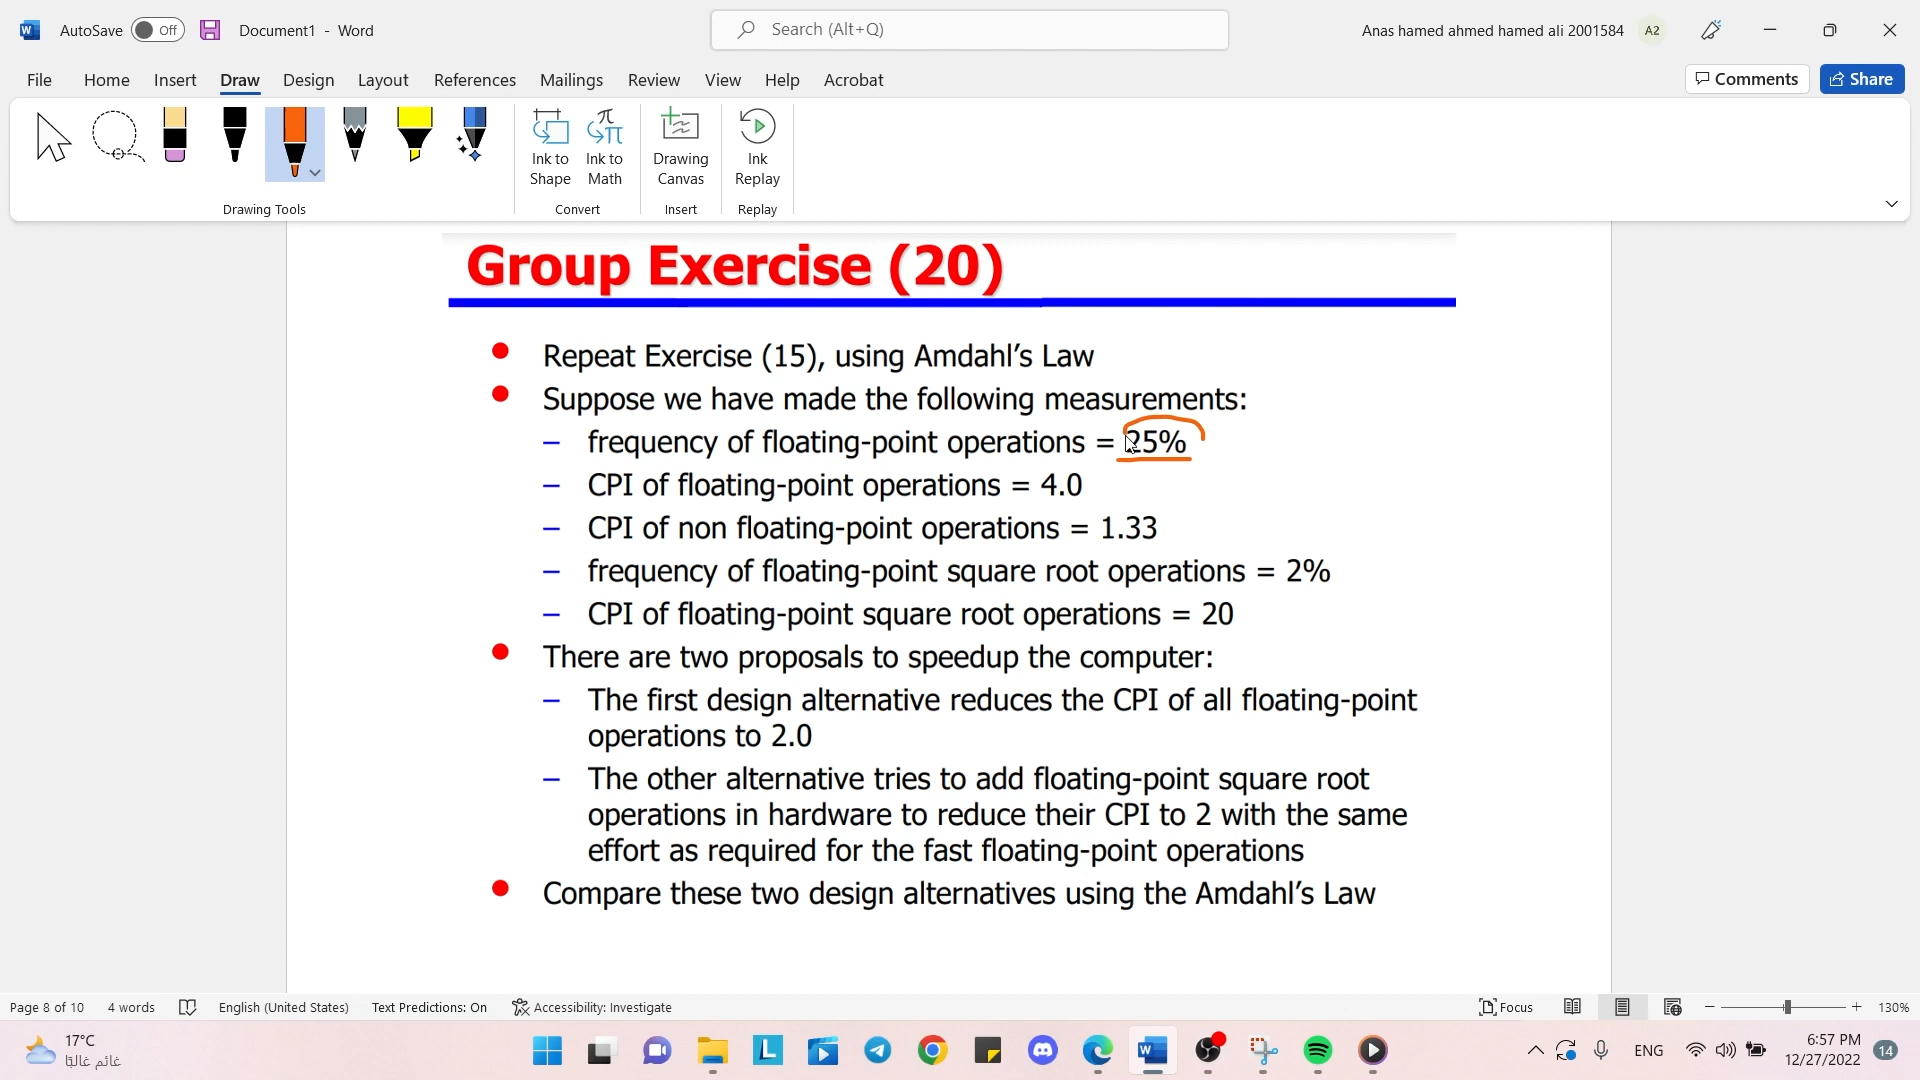 AutoSave Off Document1 - Word Search (Alt+Q) Anas hamed ahmed hamed ali 2001584 A2
File Home Insert Draw Design Layout References Mailings Review View Help Acrobat Comments Share
Ink to Shape
Ink to Math
Drawing Canvas
Ink Replay
Drawing Tools Convert Insert Replay
Group Exercise (20)
Repeat Exercise (15), using Amdahl's Law
Suppose we have made the following measurements:
– frequency of floating-point operations = 25%
– CPI of floating-point operations = 4.0
– CPI of non floating-point operations = 1.33
– frequency of floating-point square root operations = 2%
– CPI of floating-point square root operations = 20
There are two proposals to speedup the computer:
– The first design alternative reduces the CPI of all floating-point
operations to 2.0
– The other alternative tries to add floating-point square root
operations in hardware to reduce their CPI to 2 with the same
effort as required for the fast floating-point operations
Compare these two design alternatives using the Amdahl's Law
Page 8 of 10 4 words English (United States) Text Predictions: On Accessibility: Investigate Focus 130%
17°C
غائم غالبًا
ENG
6:57 PM
12/27/2022
14